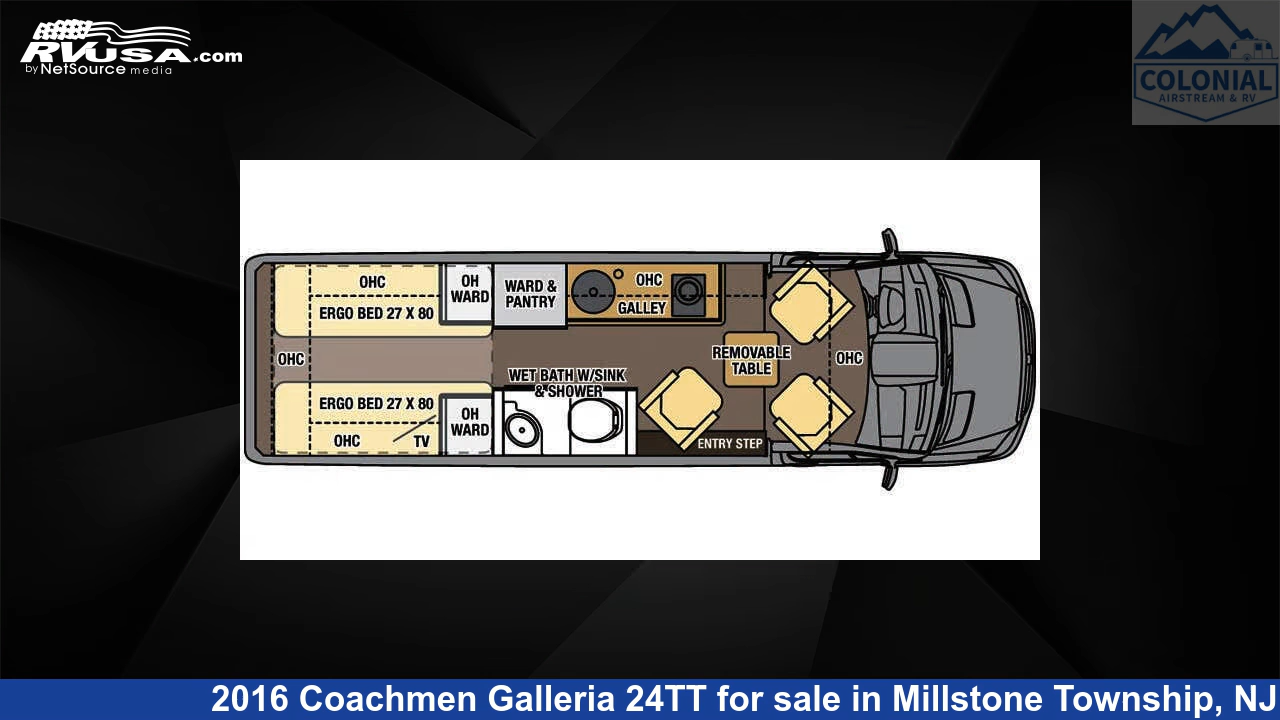 RVUSA.com
by NetSource media
COLONIAL
AIRSTREAM & RV
OHC
OH
WARD
WARD &
PANTRY
OHC
GALLEY
ERGO BED 27 X 80
OHC
REMOVABLE
TABLE
OHC
WET BATH W/SINK
& SHOWER
ERGO BED 27 X 80
OH
WARD
OHC
TV
ENTRY STEP
2016 Coachmen Galleria 24TT for sale in Millstone Township, NJ